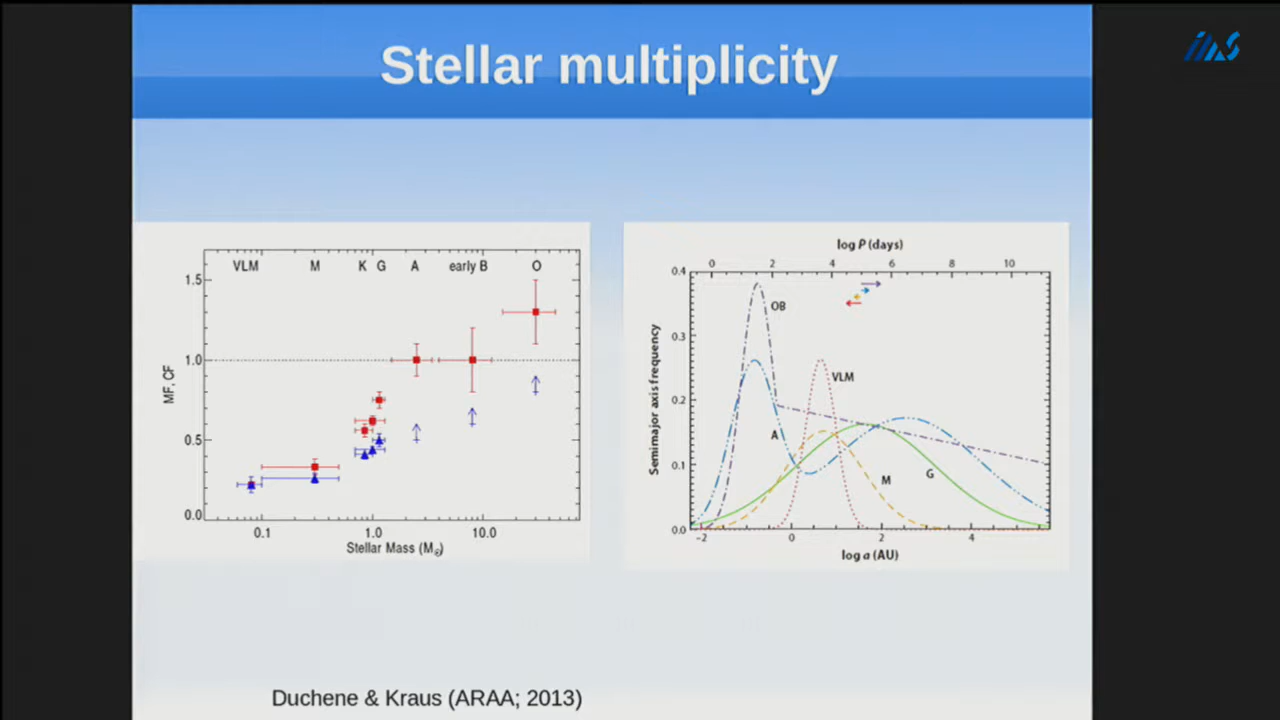 Stellar multiplicity
iMAS
VLM M K G A early B O
1.5
1.0
0.5
0.0
MF, CF
0.1 1.0 10.0
Stellar Mass (M☉)
log P (days)
0 2 4 6 8 10
0.4
0.3
0.2
0.1
0.0
Semimajor axis frequency
OB
VLM
A
M
G
−2 0 2 4
log a (AU)
Duchene & Kraus (ARAA; 2013)